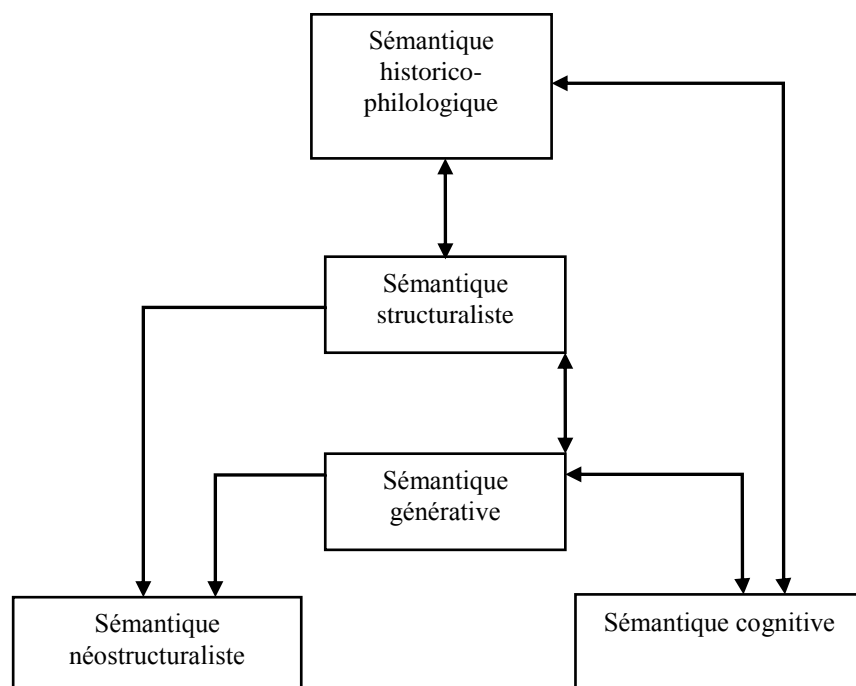 Sémantique
historico-
philologique
Sémantique
structuraliste
Sémantique
générative
Sémantique
néostructuraliste
Sémantique cognitive